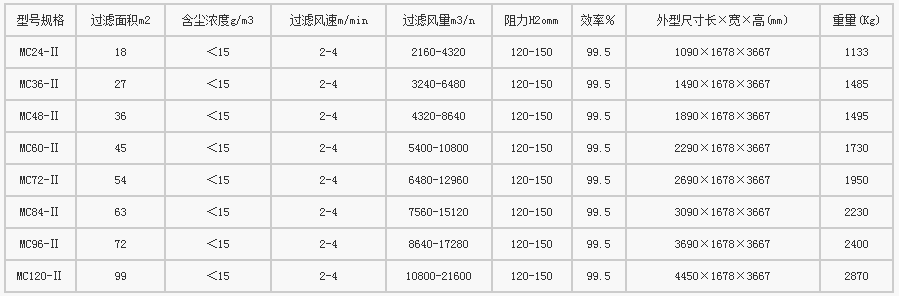 型号规格 过滤面积m2 含尘浓度g/m3 过滤风速m/min 过滤风量m3/n 阻力H2omm 效率% 外型尺寸长×宽×高(mm) 重量(Kg)
MC24-Ⅱ 18 <15 2-4 2160-4320 120-150 99.5 1090×1678×3667 1133
MC36-Ⅱ 27 <15 2-4 3240-6480 120-150 99.5 1490×1678×3667 1485
MC48-Ⅱ 36 <15 2-4 4320-8640 120-150 99.5 1890×1678×3667 1495
MC60-Ⅱ 45 <15 2-4 5400-10800 120-150 99.5 2290×1678×3667 1730
MC72-Ⅱ 54 <15 2-4 6480-12960 120-150 99.5 2690×1678×3667 1950
MC84-Ⅱ 63 <15 2-4 7560-15120 120-150 99.5 3090×1678×3667 2230
MC96-Ⅱ 72 <15 2-4 8640-17280 120-150 99.5 3690×1678×3667 2400
MC120-Ⅱ 99 <15 2-4 10800-21600 120-150 99.5 4450×1678×3667 2870